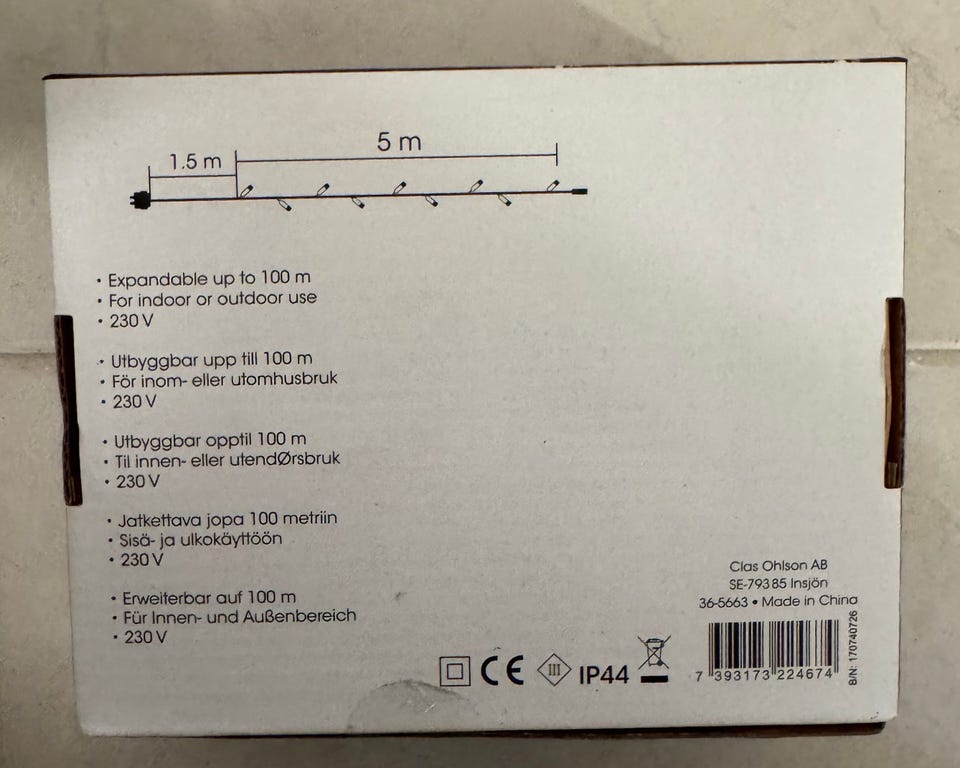 1.5 m
5 m
• Expandable up to 100 m
• For indoor or outdoor use
• 230 V
• Utbyggbar upp till 100 m
• För inom- eller utomhusbruk
• 230 V
• Utbyggbar opptil 100 m
• Til innen- eller utendØrsbruk
• 230 V
• Jatkettava jopa 100 metriin
• Sisä- ja ulkokäyttöön
• 230 V
• Erweiterbar auf 100 m
• Für Innen- und Außenbereich
• 230 V
Clas Ohlson AB
SE-793 85 Insjön
36-5663 • Made in China
CE III IP44
7 393173 224674
B/N: 170740726